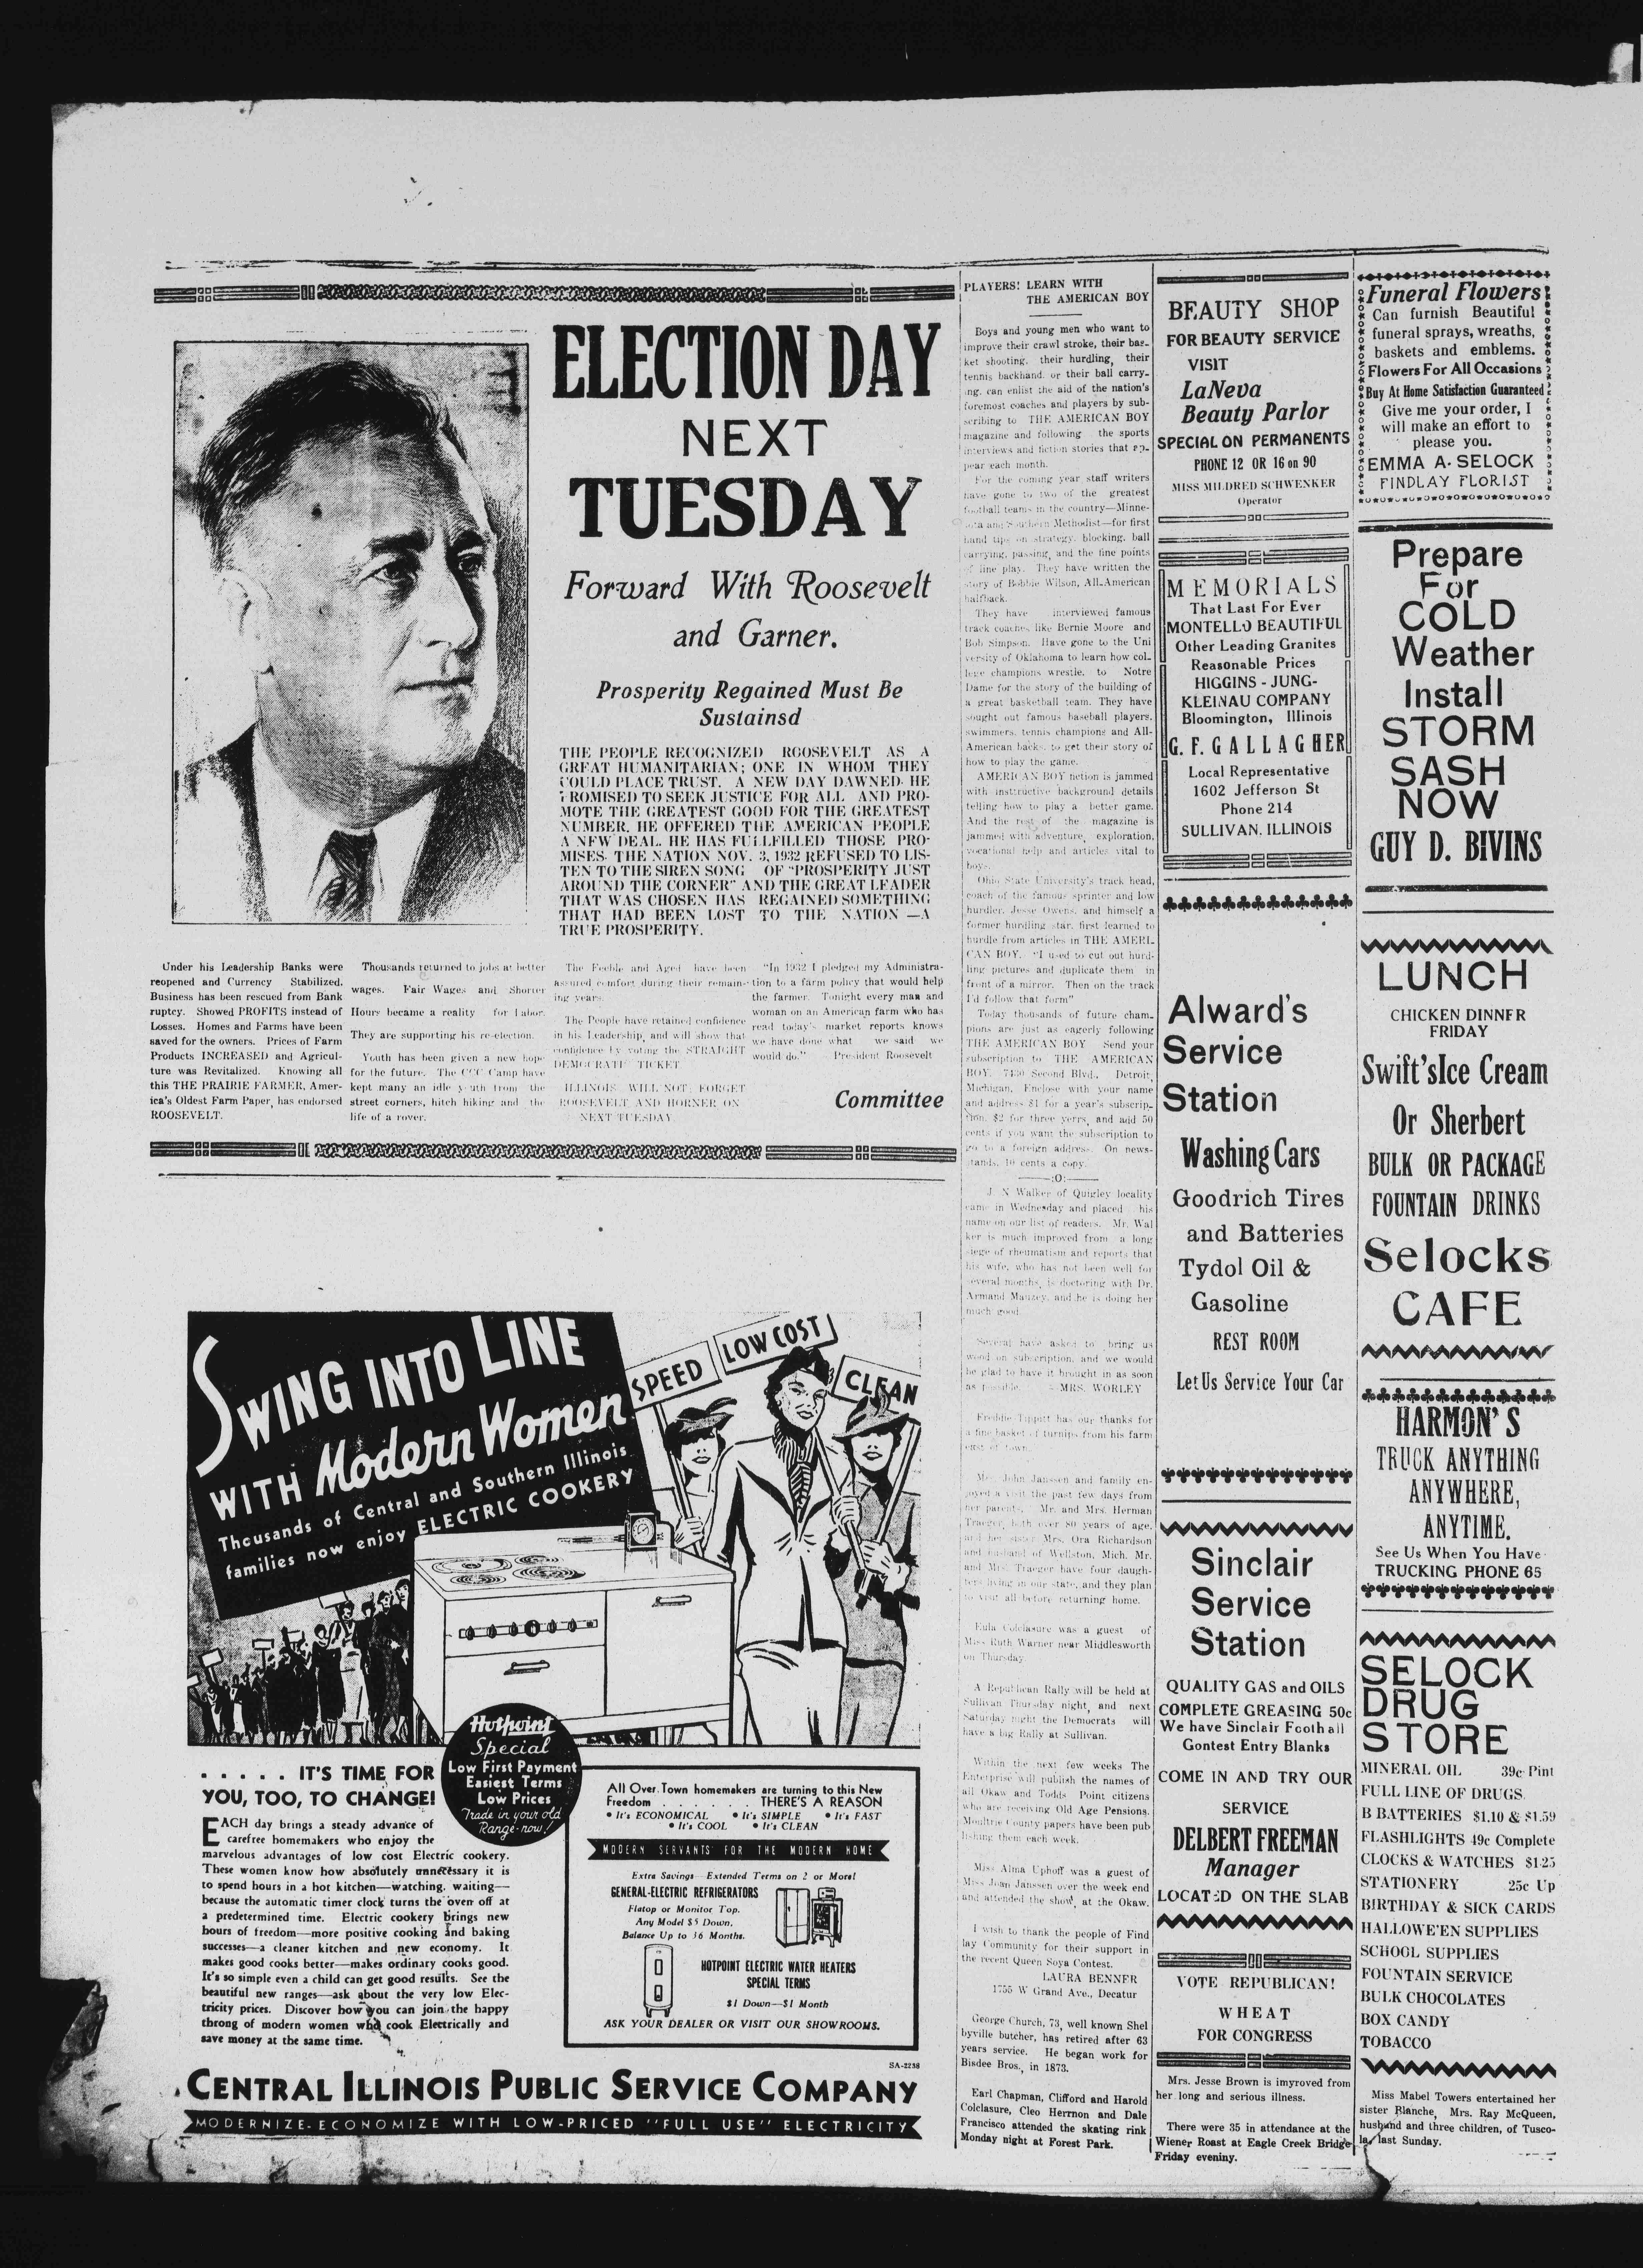 ELECTION DAY
NEXT
TUESDAY
Forward With Roosevelt
and Garner.
Prosperity Regained Must Be
Sustainsd
THE PEOPLE RECOGNIZED ROOSEVELT AS A
GREAT HUMANITARIAN; ONE IN WHOM THEY
COULD PLACE TRUST. A NEW DAY DAWNED. HE
PROMISED TO SEEK JUSTICE FOR ALL AND PRO-
MOTE THE GREATEST GOOD FOR THE GREATEST
NUMBER. HE OFFERED THE AMERICAN PEOPLE
A NEW DEAL. HE HAS FULLFILLED THOSE PRO-
MISES. THE NATION NOV. 3, 1932 REFUSED TO LIS-
TEN TO THE SIREN SONG OF "PROSPERITY JUST
AROUND THE CORNER" AND THE GREAT LEADER
THAT WAS CHOSEN HAS REGAINED SOMETHING
THAT HAD BEEN LOST TO THE NATION —A
TRUE PROSPERITY.
Under his Leadership Banks were
reopened and Currency Stabilized.
Business has been rescued from Bank
ruptcy. Showed PROFITS instead of
Losses. Homes and Farms have been
saved for the owners. Prices of Farm
Products INCREASED and Agricul-
ture was Revitalized. Knowing all
this THE PRAIRIE FARMER, Amer-
ica's Oldest Farm Paper, has endorsed
ROOSEVELT.
Thousands returned to jobs at better
wages. Fair Wages and Shorter
Hours became a reality for Labor.
They are supporting his re-election.
Youth has been given a new hope
for the future. The CCC Camp have
kept many an idle youth from the
street corners, hitch hiking and the
life of a rover.
The Feeble and Aged have been
assured comfort during their remain-
ing years.
The People have retained confidence
in his Leadership, and will show that
confidence by voting the STRAIGHT
DEMOCRATIC TICKET.
ILLINOIS WILL NOT FORGET
ROOSEVELT AND HORNER ON
NEXT TUESDAY.
"In 1932 I pledged my Administra-
tion to a farm policy that would help
the farmer. Tonight every man and
woman on an American farm who has
read today's market reports knows
we have done what we said we
would do." President Roosevelt
Committee
SWING INTO LINE
WITH Modern Women
Thousands of Central and Southern Illinois
families now enjoy ELECTRIC COOKERY
SPEED
LOW COST
CLEAN
Hotpoint
Special
Low First Payment
Easiest Terms
Low Prices
Trade in your old
Range-now!
. . . . . IT'S TIME FOR
YOU, TOO, TO CHANGE!
EACH day brings a steady advance of
carefree homemakers who enjoy the
marvelous advantages of low cost Electric cookery.
These women know how absolutely unnecessary it is
to spend hours in a hot kitchen—watching, waiting—
because the automatic timer clock turns the oven off at
a predetermined time. Electric cookery brings new
hours of freedom—more positive cooking and baking
successes—a cleaner kitchen and new economy. It
makes good cooks better—makes ordinary cooks good.
It's so simple even a child can get good results. See the
beautiful new ranges—ask about the very low Elec-
tricity prices. Discover how you can join the happy
throng of modern women who cook Electrically and
save money at the same time.
All Over Town homemakers are turning to this New
Freedom . . . . . THERE'S A REASON
• It's ECONOMICAL • It's SIMPLE • It's FAST
• It's COOL • It's CLEAN
MODERN SERVANTS FOR THE MODERN HOME
Extra Savings—Extended Terms on 2 or More!
GENERAL-ELECTRIC REFRIGERATORS
Flatop or Monitor Top.
Any Model $5 Down.
Balance Up to 36 Months.
HOTPOINT ELECTRIC WATER HEATERS
SPECIAL TERMS
$1 Down—$1 Month
ASK YOUR DEALER OR VISIT OUR SHOWROOMS.
SA-2238
CENTRAL ILLINOIS PUBLIC SERVICE COMPANY
MODERNIZE-ECONOMIZE WITH LOW-PRICED "FULL USE" ELECTRICITY
PLAYERS! LEARN WITH
THE AMERICAN BOY
Boys and young men who want to
improve their crawl stroke, their bas-
ket shooting, their hurdling, their
tennis backhand, or their ball carry-
ing, can enlist the aid of the nation's
foremost coaches and players by sub-
scribing to THE AMERICAN BOY
magazine and following the sports
interviews and fiction stories that ap-
pear each month.
For the coming year staff writers
have gone to two of the greatest
football teams in the country—Minne-
sota and Southern Methodist—for first
hand tips on strategy, blocking, ball
carrying, passing, and the fine points
of line play. They have written the
story of Bobbie Wilson, All-American
halfback.
They have interviewed famous
track coaches like Bernie Moore and
Bob Simpson. Have gone to the Uni
versity of Oklahoma to learn how col-
lege champions wrestle, to Notre
Dame for the story of the building of
a great basketball team. They have
sought out famous baseball players,
swimmers, tennis champions and All-
American backs, to get their story of
how to play the game.
AMERICAN BOY fiction is jammed
with instructive background details
telling how to play a better game.
And the rest of the magazine is
jammed with adventure, exploration,
vocational help and articles vital to
boys.
Ohio State University's track head,
coach of the famous sprinter and low
hurdler, Jesse Owens, and himself a
former hurdling star, first learned to
hurdle from articles in THE AMERI-
CAN BOY. "I used to cut out hurd-
ling pictures and duplicate them in
front of a mirror. Then on the track
I'd follow that form"
Today thousands of future cham-
pions are just as eagerly following
THE AMERICAN BOY Send your
subscription to THE AMERICAN
BOY, 7430 Second Blvd., Detroit,
Michigan. Enclose with your name
and address $1 for a year's subscrip-
tion, $2 for three yerrs, and add 50
cents if you want the subscription to
go to a foreign address. On news-
stands, 10 cents a copy.
——:O:——
J. N Walker of Quigley locality
came in Wednesday and placed his
name on our list of readers. Mr. Wal
ker is much improved from a long
siege of rheumatism and reports that
his wife, who has not been well for
several months, is doctoring with Dr.
Armand Mauzey, and he is doing her
much good.
Several have asked to bring us
wood on subscription, and we would
be glad to have it brought in as soon
as possible. MRS. WORLEY
Freddie Tippitt has our thanks for
a fine basket of turnips from his farm
east of town.
Mrs. John Janssen and family en-
joyed a visit the past few days from
her parents, Mr. and Mrs. Herman
Traeger, both over 80 years of age,
and her sister Mrs. Ora Richardson
and husband of Wellston, Mich. Mr.
and Mrs. Traeger have four daugh-
ters living in our state, and they plan
to visit all before returning home.
Eula Colclasure was a guest of
Miss Ruth Warner near Middlesworth
on Thursday.
A Republican Rally will be held at
Sullivan Thursday night, and next
Saturday night the Democrats will
have a big Rally at Sullivan.
Within the next few weeks The
Enterprise will publish the names of
all Okaw and Todds Point citizens
who are receiving Old Age Pensions.
Moultrie County papers have been pub
lishing them each week.
Miss Alma Uphoff was a guest of
Miss Joan Janssen over the week end
and attended the show, at the Okaw.
I wish to thank the people of Find
lay Community for their support in
the recent Queen Soya Contest.
LAURA BENNER
1755 W Grand Ave., Decatur
George Church, 73, well known Shel
byville butcher, has retired after 63
years service. He began work for
Bisdee Bros., in 1873.
Earl Chapman, Clifford and Harold
Colclasure, Cleo Herrnon and Dale
Francisco attended the skating rink
Monday night at Forest Park.
BEAUTY SHOP
FOR BEAUTY SERVICE
VISIT
LaNeva
Beauty Parlor
SPECIAL ON PERMANENTS
PHONE 12 OR 16 on 90
MISS MILDRED SCHWENKER
Operator
MEMORIALS
That Last For Ever
MONTELLO BEAUTIFUL
Other Leading Granites
Reasonable Prices
HIGGINS - JUNG-
KLEINAU COMPANY
Bloomington, Illinois
G. F. GALLAGHER
Local Representative
1602 Jefferson St
Phone 214
SULLIVAN, ILLINOIS
Alward's
Service
Station
Washing Cars
Goodrich Tires
and Batteries
Tydol Oil &
Gasoline
REST ROOM
Let Us Service Your Car
Sinclair
Service
Station
QUALITY GAS and OILS
COMPLETE GREASING 50c
We have Sinclair Football
Gontest Entry Blanks
COME IN AND TRY OUR
SERVICE
DELBERT FREEMAN
Manager
LOCATED ON THE SLAB
VOTE REPUBLICAN!
WHEAT
FOR CONGRESS
Mrs. Jesse Brown is imyroved from
her long and serious illness.
There were 35 in attendance at the
Wiener Roast at Eagle Creek Bridge
Friday eveniny.
Funeral Flowers
Can furnish Beautiful
funeral sprays, wreaths,
baskets and emblems.
Flowers For All Occasions
Buy At Home Satisfaction Guaranteed
Give me your order, I
will make an effort to
please you.
EMMA A. SELOCK
FINDLAY FLORIST
Prepare
For
COLD
Weather
Install
STORM
SASH
NOW
GUY D. BIVINS
LUNCH
CHICKEN DINNER
FRIDAY
Swift's Ice Cream
Or Sherbert
BULK OR PACKAGE
FOUNTAIN DRINKS
Selocks
CAFE
HARMON'S
TRUCK ANYTHING
ANYWHERE,
ANYTIME.
See Us When You Have
TRUCKING PHONE 65
SELOCK
DRUG
STORE
MINERAL OIL 39c Pint
FULL LINE OF DRUGS
B BATTERIES $1.10 & $1.59
FLASHLIGHTS 49c Complete
CLOCKS & WATCHES $1.25
STATIONERY 25c Up
BIRTHDAY & SICK CARDS
HALLOWE'EN SUPPLIES
SCHOOL SUPPLIES
FOUNTAIN SERVICE
BULK CHOCOLATES
BOX CANDY
TOBACCO
Miss Mabel Towers entertained her
sister Blanche, Mrs. Ray McQueen,
husband and three children, of Tusco-
la, last Sunday.